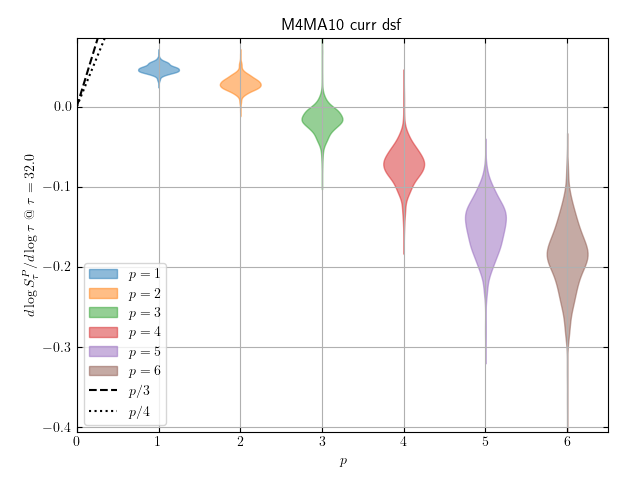 M4MA10 curr dsf
d log S_τ^P / d log τ @ τ = 32.0
0.0
−0.1
−0.2
−0.3
−0.4
p = 1
p = 2
p = 3
p = 4
p = 5
p = 6
p/3
p/4
0 1 2 3 4 5 6
p